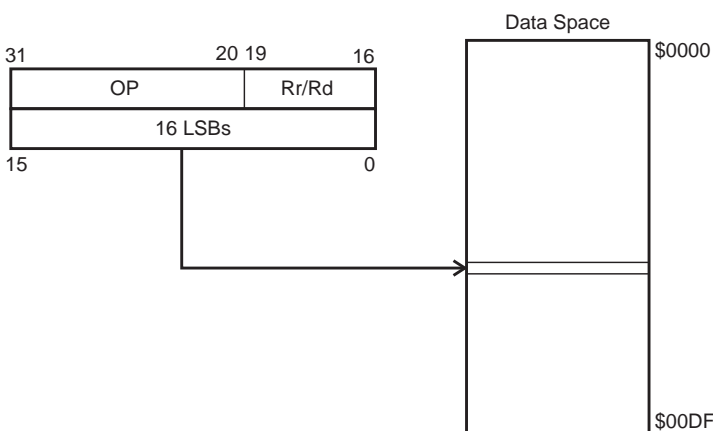 Data Space
31 20 19 16
$0000
OP Rr/Rd
16 LSBs
15 0
$00DF